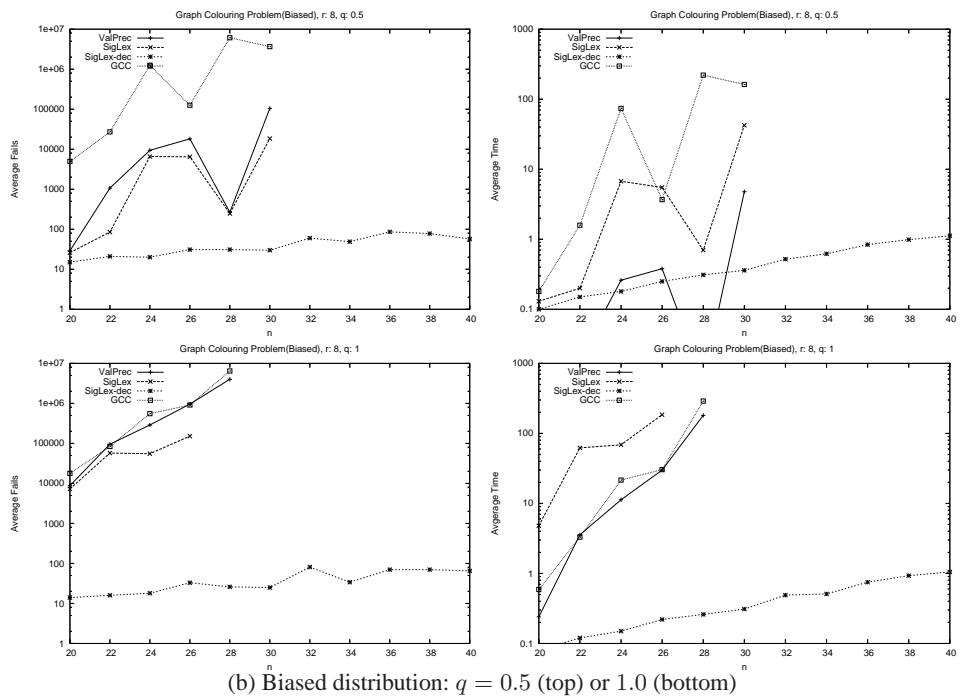 Graph Colouring Problem(Biased), r: 8, q: 0.5
1e+07
1e+06
100000
10000
1000
100
10
1
Average Fails
ValPrec
SigLex
SigLex-dec
GCC
20 22 24 26 28 30 32 34 36 38 40
n
Graph Colouring Problem(Biased), r: 8, q: 0.5
1000
100
10
1
0.1
Avgerage Time
ValPrec
SigLex
SigLex-dec
GCC
20 22 24 26 28 30 32 34 36 38 40
n
Graph Colouring Problem(Biased), r: 8, q: 1
1e+07
1e+06
100000
10000
1000
100
10
1
Average Fails
ValPrec
SigLex
SigLex-dec
GCC
20 22 24 26 28 30 32 34 36 38 40
n
Graph Colouring Problem(Biased), r: 8, q: 1
1000
100
10
1
0.1
Avgerage Time
ValPrec
SigLex
SigLex-dec
GCC
20 22 24 26 28 30 32 34 36 38 40
n
(b) Biased distribution: q = 0.5 (top) or 1.0 (bottom)